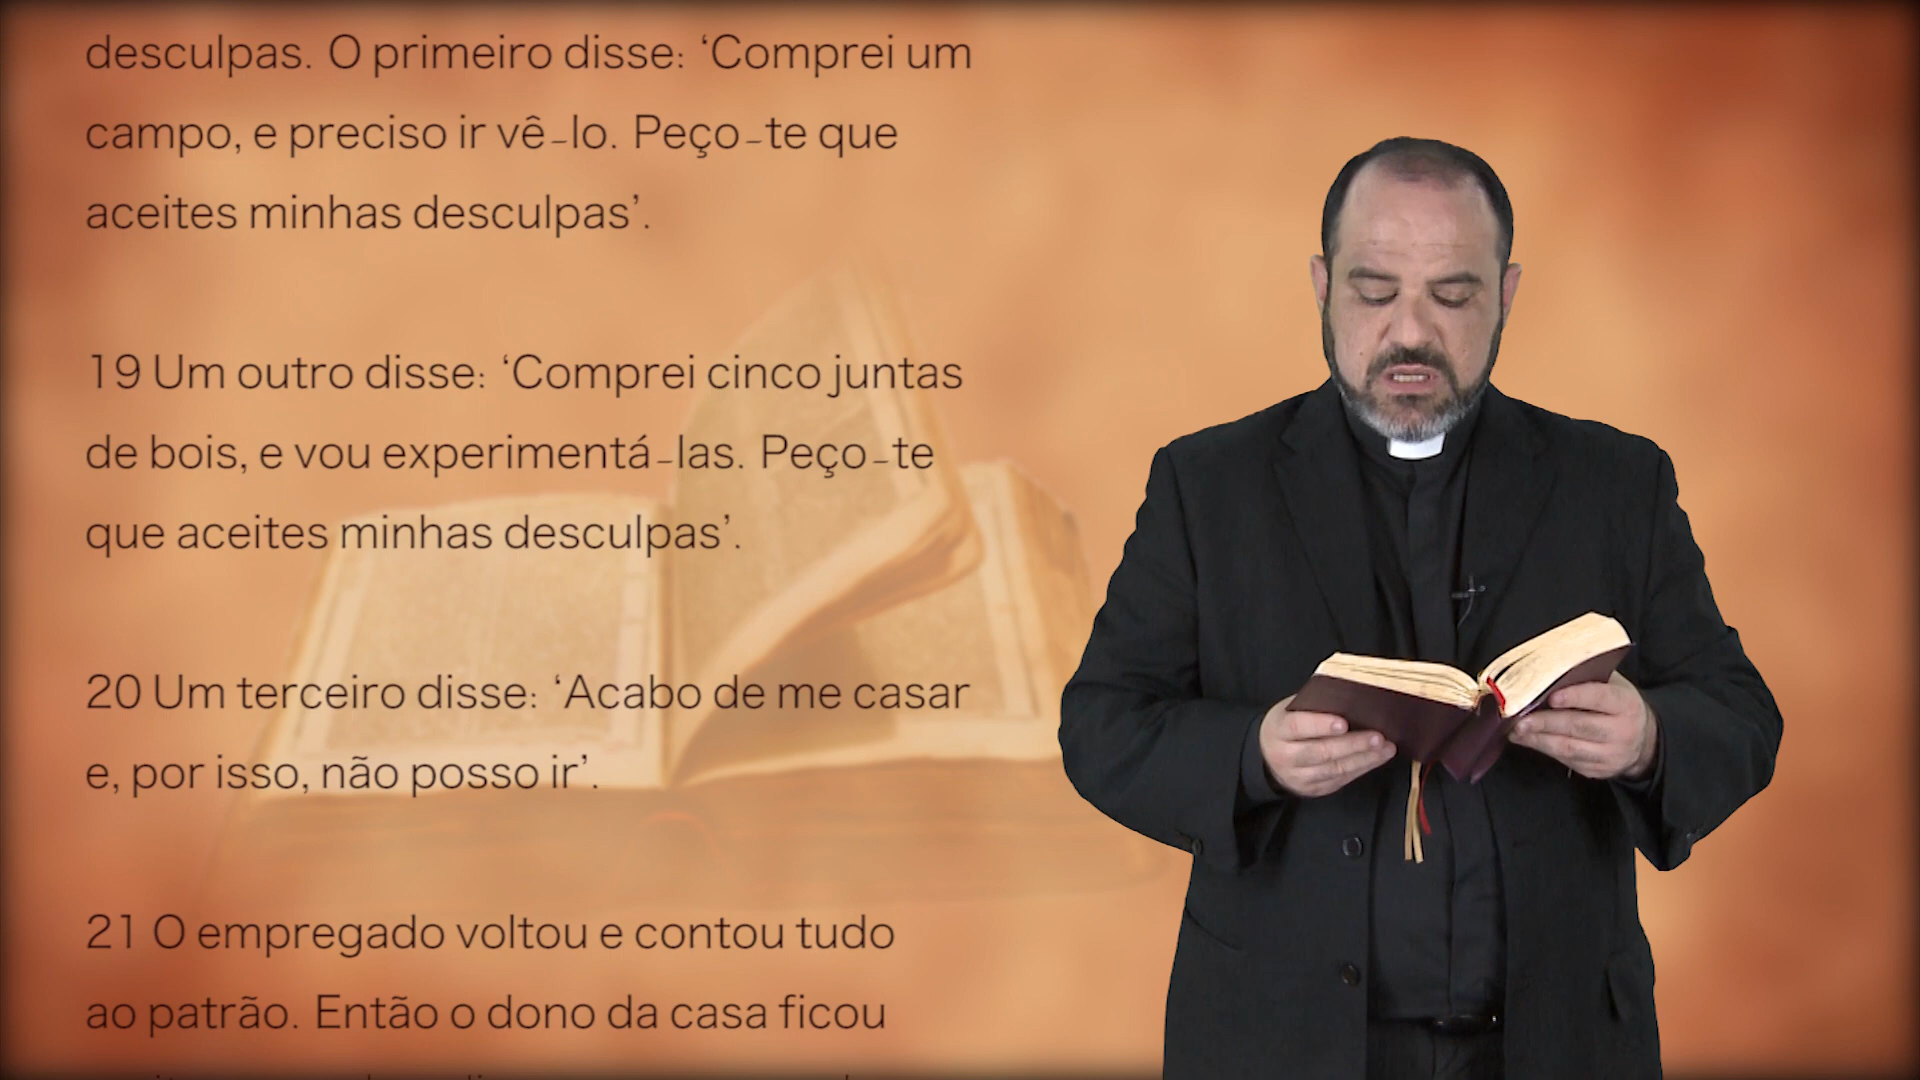 desculpas. O primeiro disse: ‘Comprei um
campo, e preciso ir vê-lo. Peço-te que
aceites minhas desculpas’.
19 Um outro disse: ‘Comprei cinco juntas
de bois, e vou experimentá-las. Peço-te
que aceites minhas desculpas’.
20 Um terceiro disse: ‘Acabo de me casar
e, por isso, não posso ir’.
21 O empregado voltou e contou tudo
ao patrão. Então o dono da casa ficou